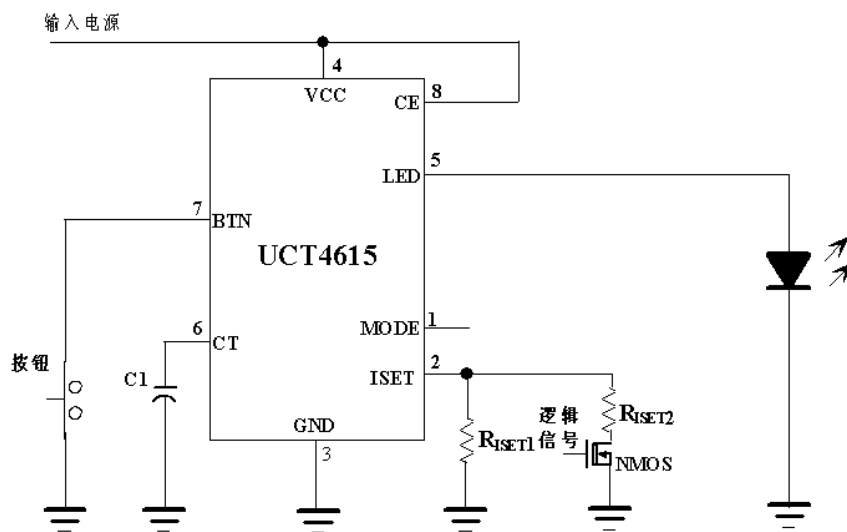 输入电源
4
VCC
CE
8
LED
5
7
BTN
UCT4615
6
CT
MODE
1
ISET
2
按钮
C1
GND
3
RISET1
逻辑
信号
RISET2
NMOS